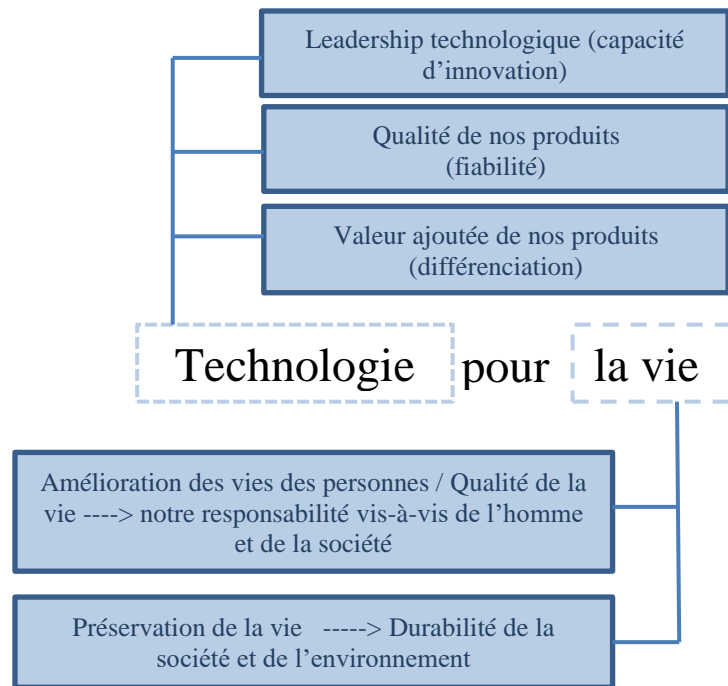 Leadership technologique (capacité
d’innovation)
Qualité de nos produits
(fiabilité)
Valeur ajoutée de nos produits
(différenciation)
Technologie pour la vie
Amélioration des vies des personnes / Qualité de la
vie ----> notre responsabilité vis-à-vis de l’homme
et de la société
Préservation de la vie -----> Durabilité de la
société et de l’environnement